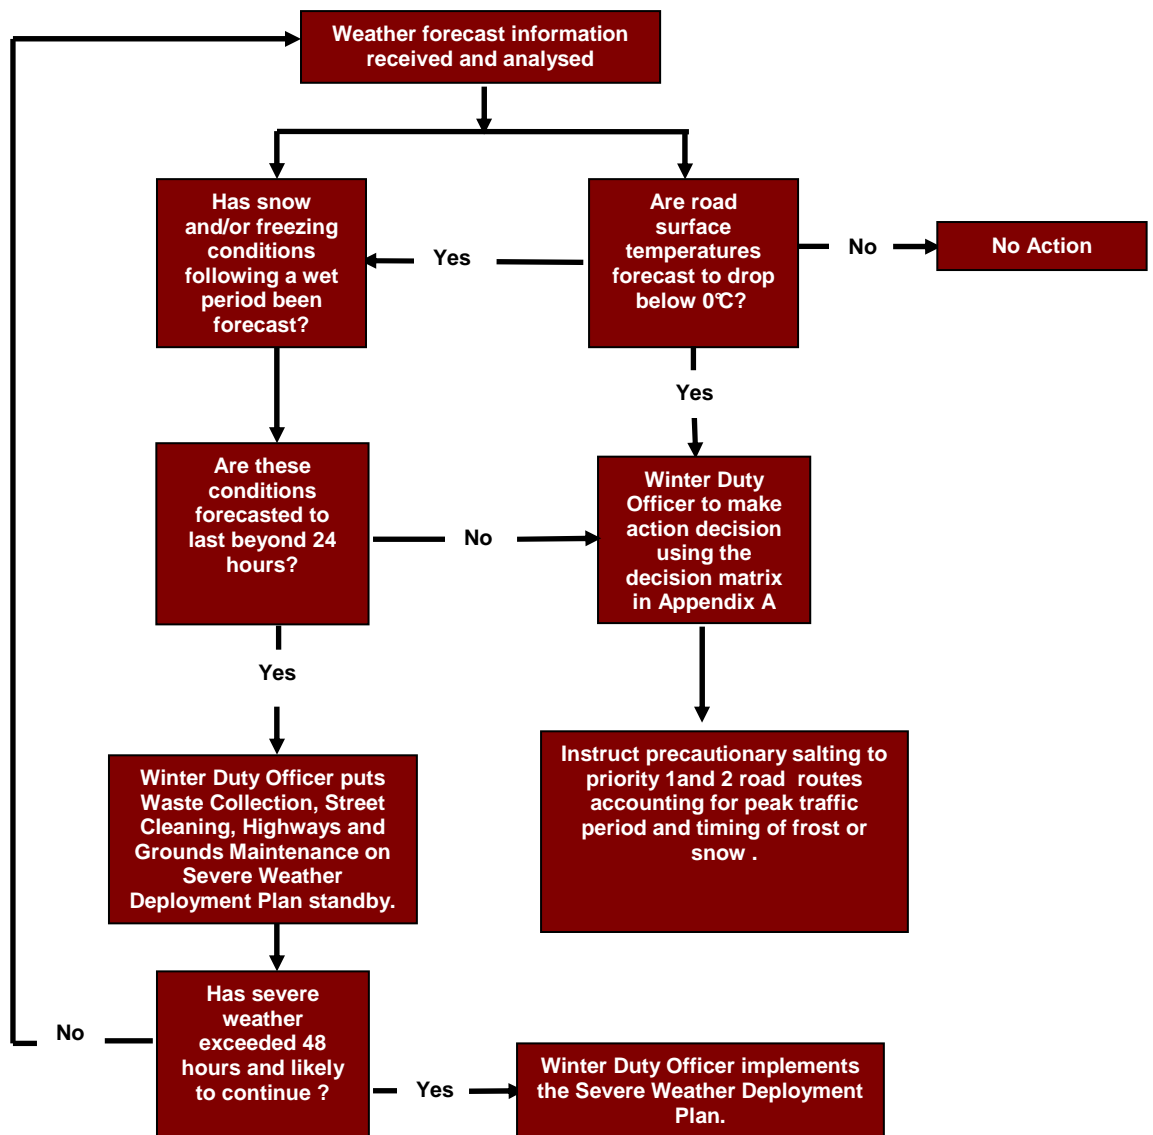 Weather forecast information
received and analysed
Has snow
and/or freezing
conditions
following a wet
period been
forecast?
Yes
Are road
surface
temperatures
forecast to drop
below 0°C?
No
No Action
Yes
Are these
conditions
forecasted to
last beyond 24
hours?
No
Winter Duty
Officer to make
action decision
using the
decision matrix
in Appendix A
Yes
Winter Duty Officer puts
Waste Collection, Street
Cleaning, Highways and
Grounds Maintenance on
Severe Weather
Deployment Plan standby.
Instruct precautionary salting to
priority 1and 2 road routes
accounting for peak traffic
period and timing of frost or
snow .
No
Has severe
weather
exceeded 48
hours and likely
to continue ?
Yes
Winter Duty Officer implements
the Severe Weather Deployment
Plan.